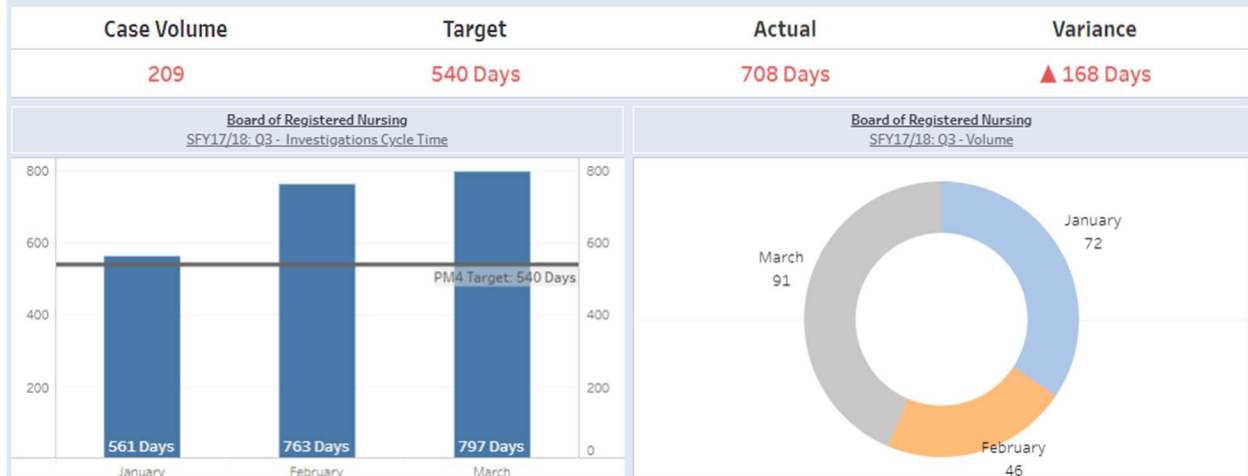 Case Volume Target Actual Variance
209 540 Days 708 Days ▲ 168 Days
Board of Registered Nursing
SFY17/18: Q3 - Investigations Cycle Time
800 800
600 600
PM4 Target: 540 Days
400 400
200 200
561 Days 763 Days 797 Days 0
January February March
Board of Registered Nursing
SFY17/18: Q3 - Volume
January
72
March
91
February
46